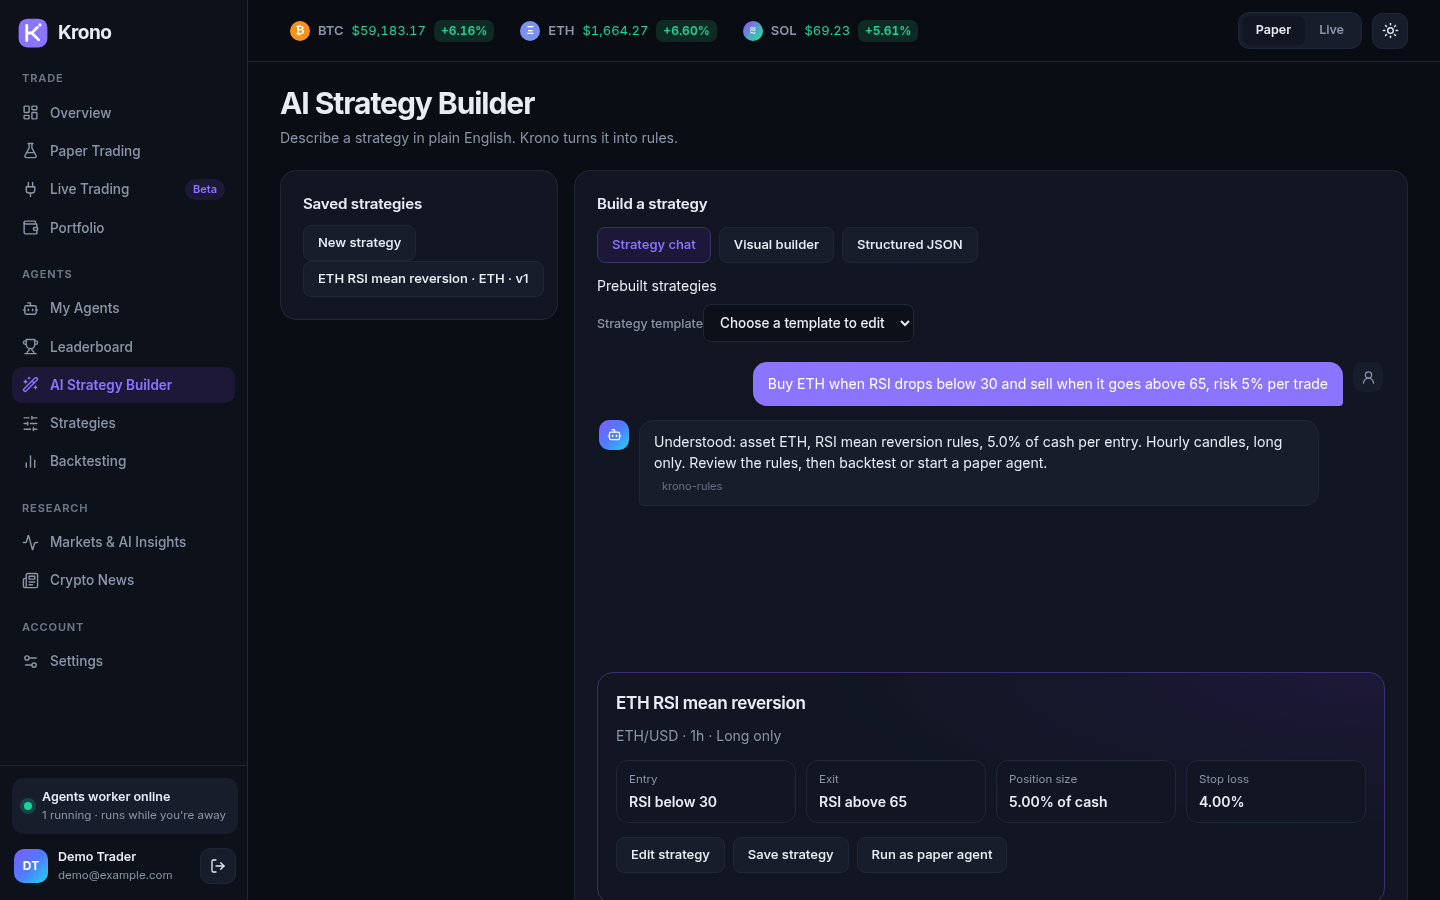 Krono
TRADE
Overview
Paper Trading
Live Trading
Beta
Portfolio
AGENTS
My Agents
Leaderboard
AI Strategy Builder
Strategies
Backtesting
RESEARCH
Markets & AI Insights
Crypto News
ACCOUNT
Settings
Agents worker online
1 running · runs while you're away
DT
Demo Trader
demo@example.com
BTC $59,183.17 +6.16%
ETH $1,664.27 +6.60%
SOL $69.23 +5.61%
Paper
Live
AI Strategy Builder
Describe a strategy in plain English. Krono turns it into rules.
Saved strategies
New strategy
ETH RSI mean reversion · ETH · v1
Build a strategy
Strategy chat
Visual builder
Structured JSON
Prebuilt strategies
Strategy template
Choose a template to edit
Buy ETH when RSI drops below 30 and sell when it goes above 65, risk 5% per trade
Understood: asset ETH, RSI mean reversion rules, 5.0% of cash per entry. Hourly candles, long
only. Review the rules, then backtest or start a paper agent.
krono-rules
ETH RSI mean reversion
ETH/USD · 1h · Long only
Entry
RSI below 30
Exit
RSI above 65
Position size
5.00% of cash
Stop loss
4.00%
Edit strategy
Save strategy
Run as paper agent